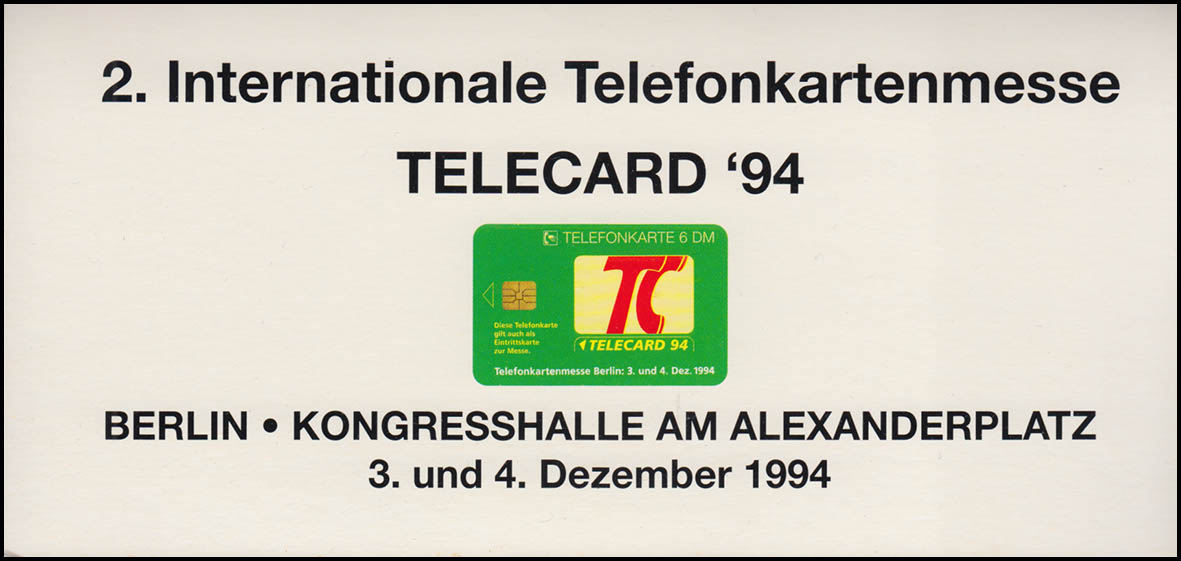 2. Internationale Telefonkartenmesse
TELECARD ‘94
TELEFONKARTE 6 DM
TC
Diese Telefonkarte
gilt auch als
Eintrittskarte
zur Messe.
TELECARD 94
Telefonkartenmesse Berlin: 3. und 4. Dez. 1994
BERLIN • KONGRESSHALLE AM ALEXANDERPLATZ
3. und 4. Dezember 1994